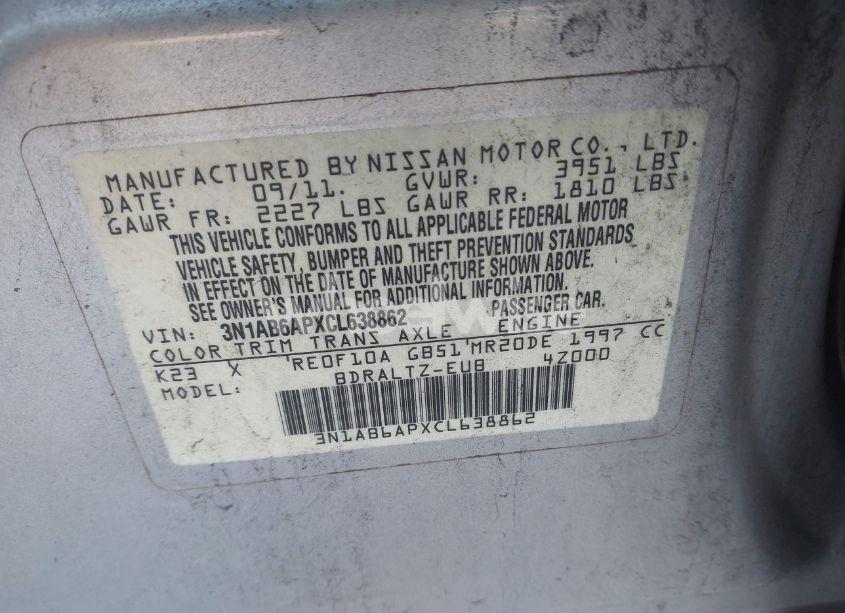 MANUFACTURED BY NISSAN MOTOR CO., LTD.
DATE: 09/11. GVWR: 3951 LBS
GAWR FR: 2227 LBS GAWR RR: 1810 LBS
THIS VEHICLE CONFORMS TO ALL APPLICABLE FEDERAL MOTOR
VEHICLE SAFETY, BUMPER AND THEFT PREVENTION STANDARDS
IN EFFECT ON THE DATE OF MANUFACTURE SHOWN ABOVE.
SEE OWNER'S MANUAL FOR ADDITIONAL INFORMATION.
VIN: 3N1AB6APXCL638862 PASSENGER CAR.
COLOR TRIM TRANS AXLE ENGINE
K23 X RE0F10A GB51 MR20DE 1997 CC
MODEL: BDRALTZ-EUB 4Z000
3N1AB6APXCL638862